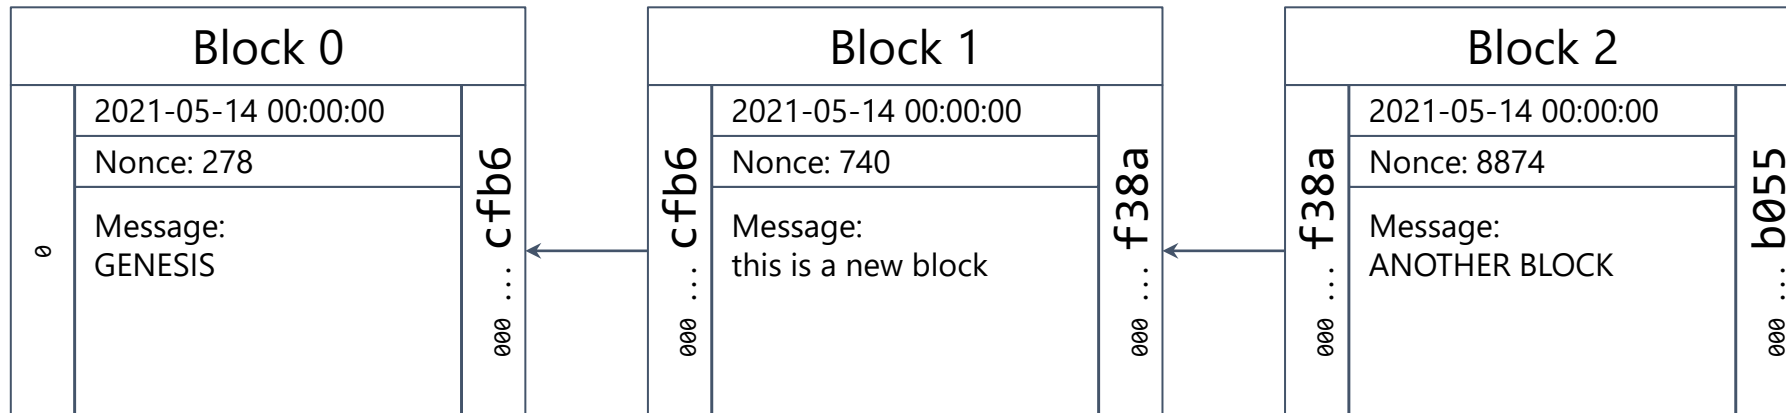 Block 0
0
2021-05-14 00:00:00
Nonce: 278
Message:
GENESIS
000 ... cfb6
Block 1
000 ... cfb6
2021-05-14 00:00:00
Nonce: 740
Message:
this is a new block
000 ... f38a
Block 2
000 ... f38a
2021-05-14 00:00:00
Nonce: 8874
Message:
ANOTHER BLOCK
000 ... b055